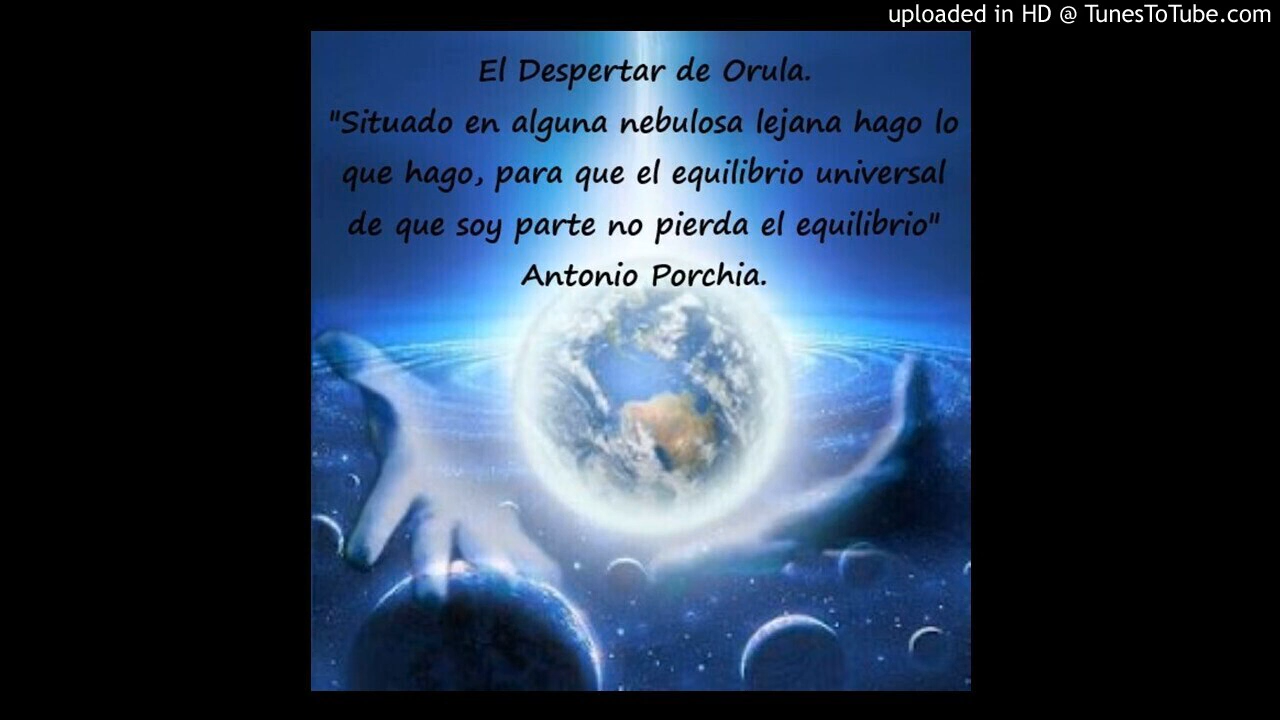 uploaded in HD @ TunesToTube.com
El Despertar de Orula.
"Situado en alguna nebulosa lejana hago lo
que hago, para que el equilibrio universal
de que soy parte no pierda el equilibrio"
Antonio Porchia.